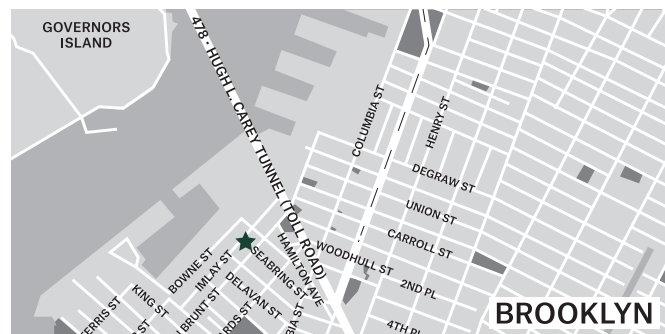 GOVERNORS
ISLAND
478 • HUGH L. CAREY TUNNEL (TOLL ROAD)
COLUMBIA ST
HENRY ST
DEGRAW ST
UNION ST
CARROLL ST
WOODHULL ST
2ND PL
4TH PL
HAMILTON AVE
SEABRING ST
BOWNE ST
IMLAY ST
DELAVAN ST
KING ST
BROOKLYN